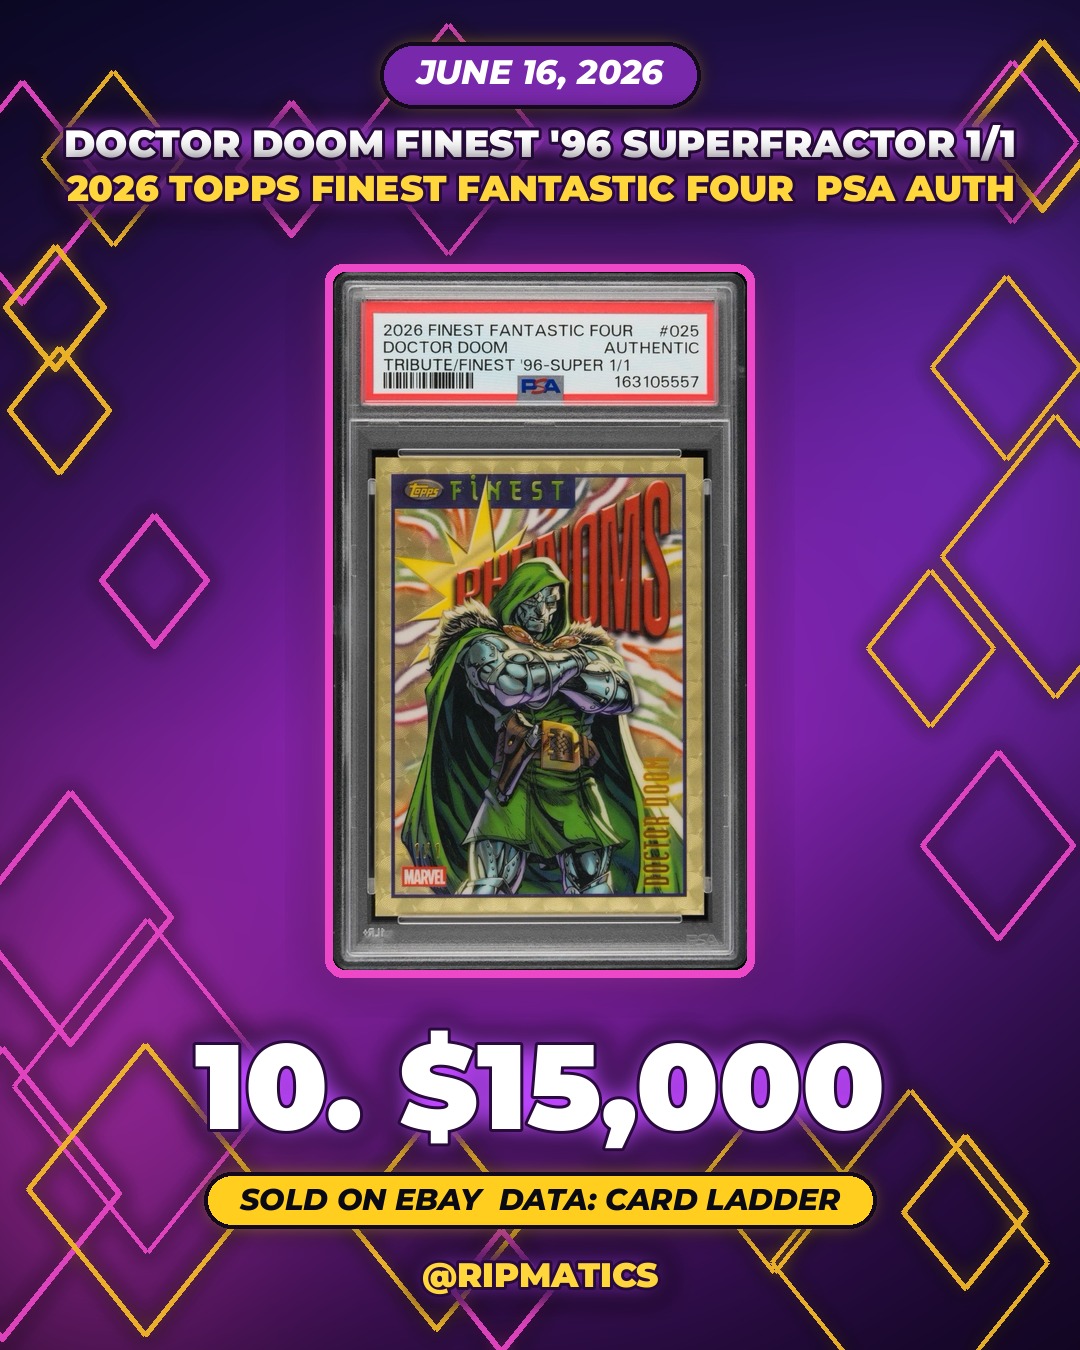 JUNE 16, 2026
DOCTOR DOOM FINEST '96 SUPERFRACTOR 1/1
2026 TOPPS FINEST FANTASTIC FOUR PSA AUTH
2026 FINEST FANTASTIC FOUR #025
DOCTOR DOOM AUTHENTIC
TRIBUTE/FINEST '96-SUPER 1/1
PSA 163105557
Topps FINEST
PHENOMS
DOCTOR DOOM
MARVEL
PSA
10. $15,000
SOLD ON EBAY DATA: CARD LADDER
@RIPMATICS